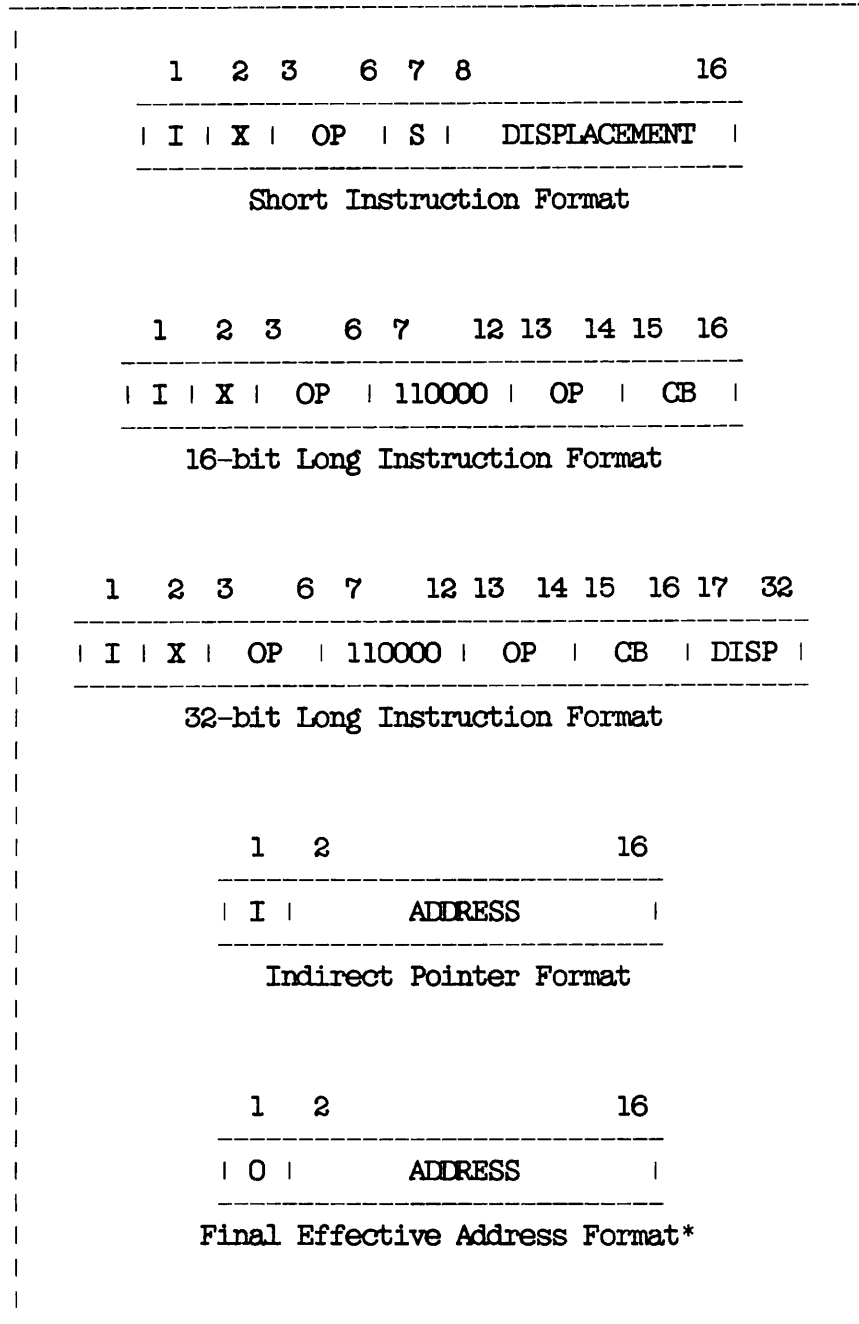 1 2 3 6 7 8 16
| I | X | OP | S | DISPLACEMENT |
Short Instruction Format
1 2 3 6 7 12 13 14 15 16
| I | X | OP | 110000 | OP | CB |
16-bit Long Instruction Format
1 2 3 6 7 12 13 14 15 16 17 32
| I | X | OP | 110000 | OP | CB | DISP |
32-bit Long Instruction Format
1 2 16
| I | ADDRESS |
Indirect Pointer Format
1 2 16
| 0 | ADDRESS |
Final Effective Address Format*